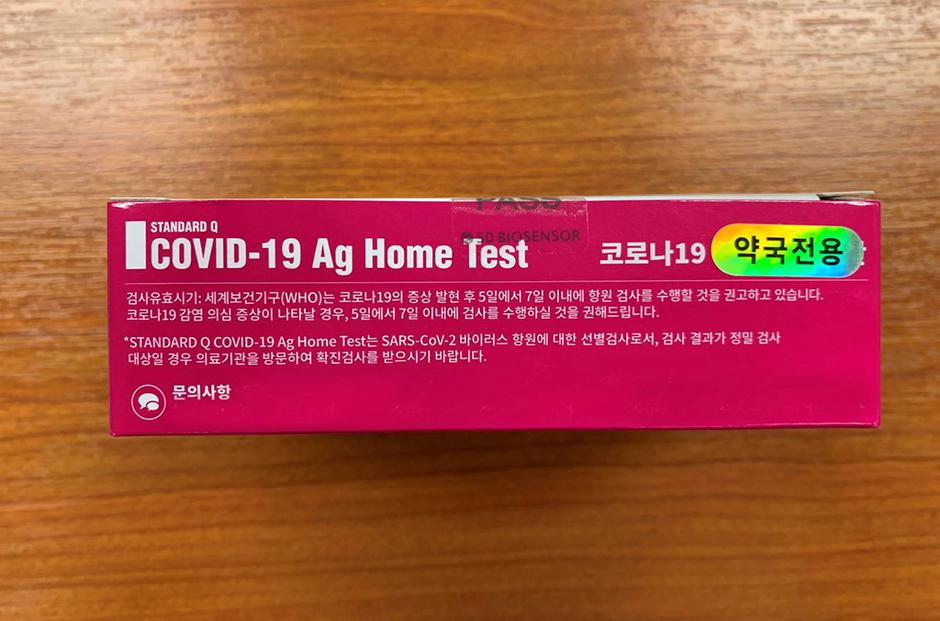 PASS
SD BIOSENSOR
STANDARD Q
COVID-19 Ag Home Test 코로나19 약국전용
검사유효시기: 세계보건기구(WHO)는 코로나19의 증상 발현 후 5일에서 7일 이내에 항원 검사를 수행할 것을 권고하고 있습니다.
코로나19 감염 의심 증상이 나타날 경우, 5일에서 7일 이내에 검사를 수행하실 것을 권해드립니다.
*STANDARD Q COVID-19 Ag Home Test는 SARS-CoV-2 바이러스 항원에 대한 선별검사로서, 검사 결과가 정밀 검사
대상일 경우 의료기관을 방문하여 확진검사를 받으시기 바랍니다.
문의사항